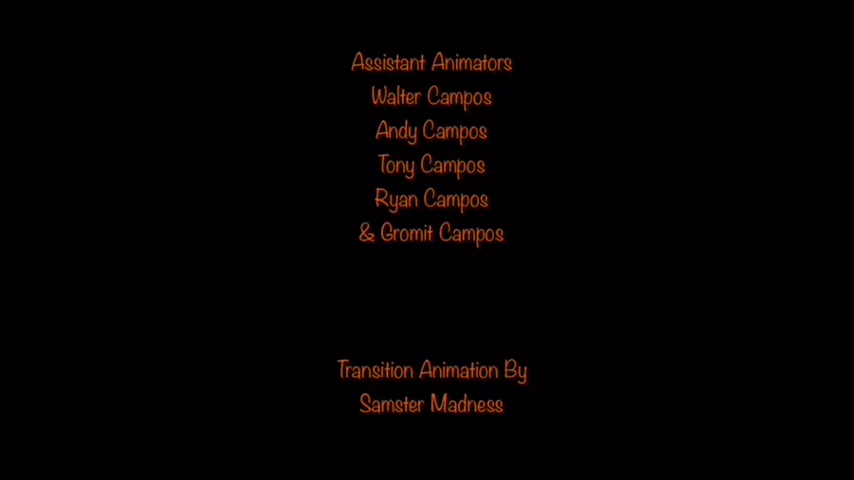 Assistant Animators
Walter Campos
Andy Campos
Tony Campos
Ryan Campos
& Gromit Campos
Transition Animation By
Samster Madness